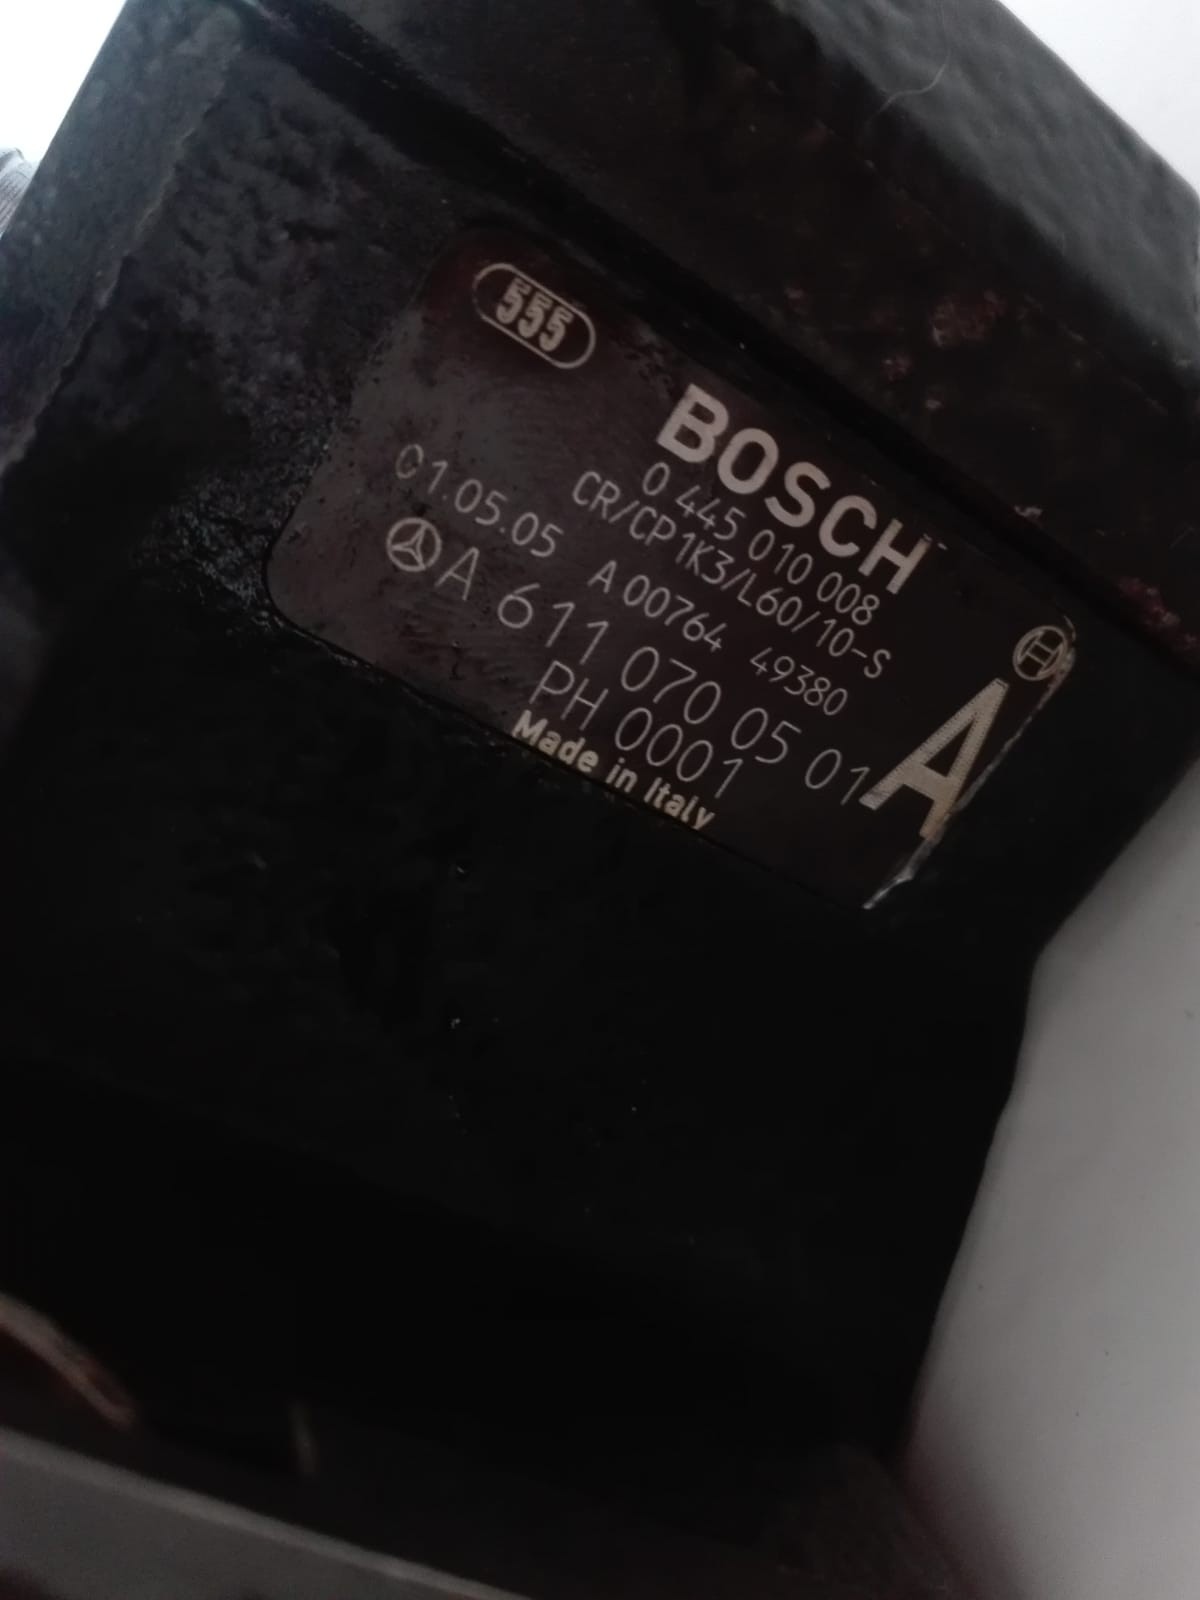 555
BOSCH
0 445 010 008
CR/CP1K3/L60/10-S
01.05.05 A 00764 49380
A 611 070 05 01
PH 0001
Made in Italy
A